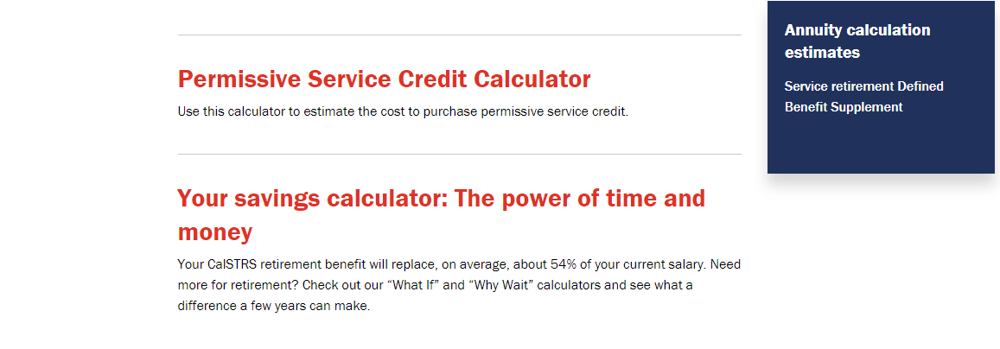 Permissive Service Credit Calculator
Use this calculator to estimate the cost to purchase permissive service credit.
Your savings calculator: The power of time and
money
Your CalSTRS retirement benefit will replace, on average, about 54% of your current salary. Need
more for retirement? Check out our “What If” and “Why Wait” calculators and see what a
difference a few years can make.
Annuity calculation
estimates
Service retirement Defined
Benefit Supplement